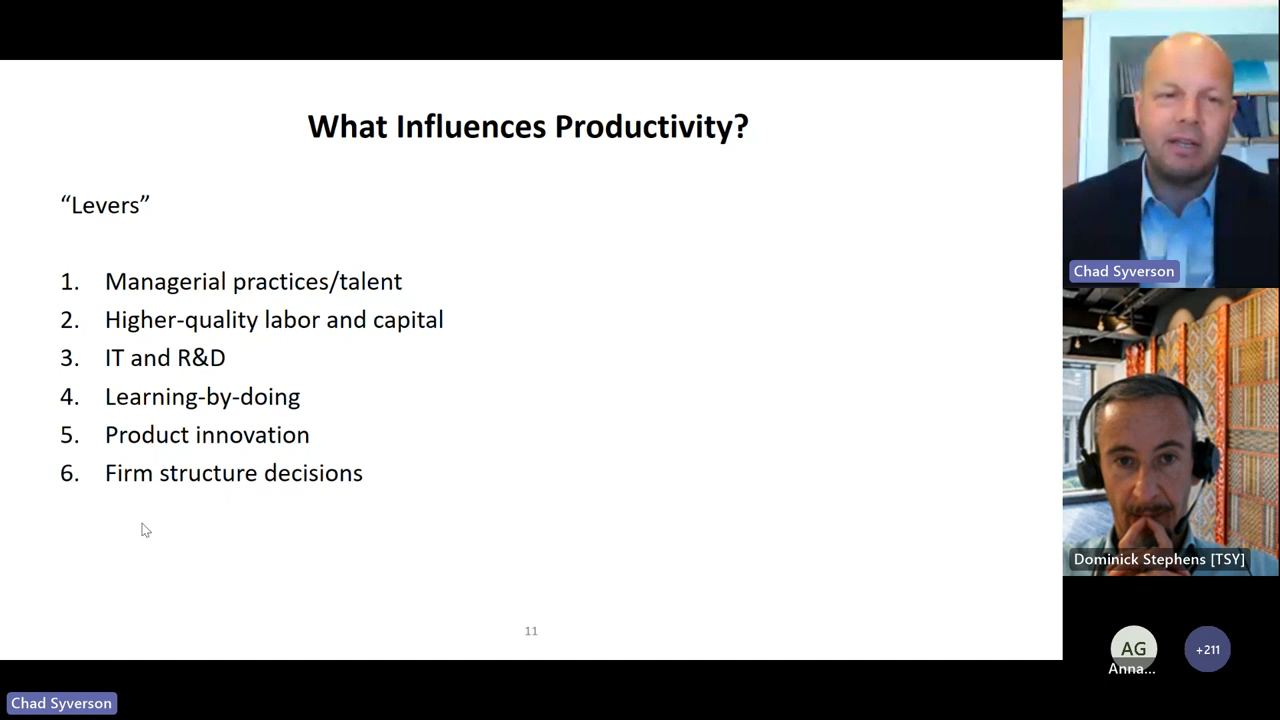 What Influences Productivity?
“Levers”
1. Managerial practices/talent
2. Higher-quality labor and capital
3. IT and R&D
4. Learning-by-doing
5. Product innovation
6. Firm structure decisions
11
Chad Syverson
Dominick Stephens [TSY]
AG
Anna...
+211
Chad Syverson